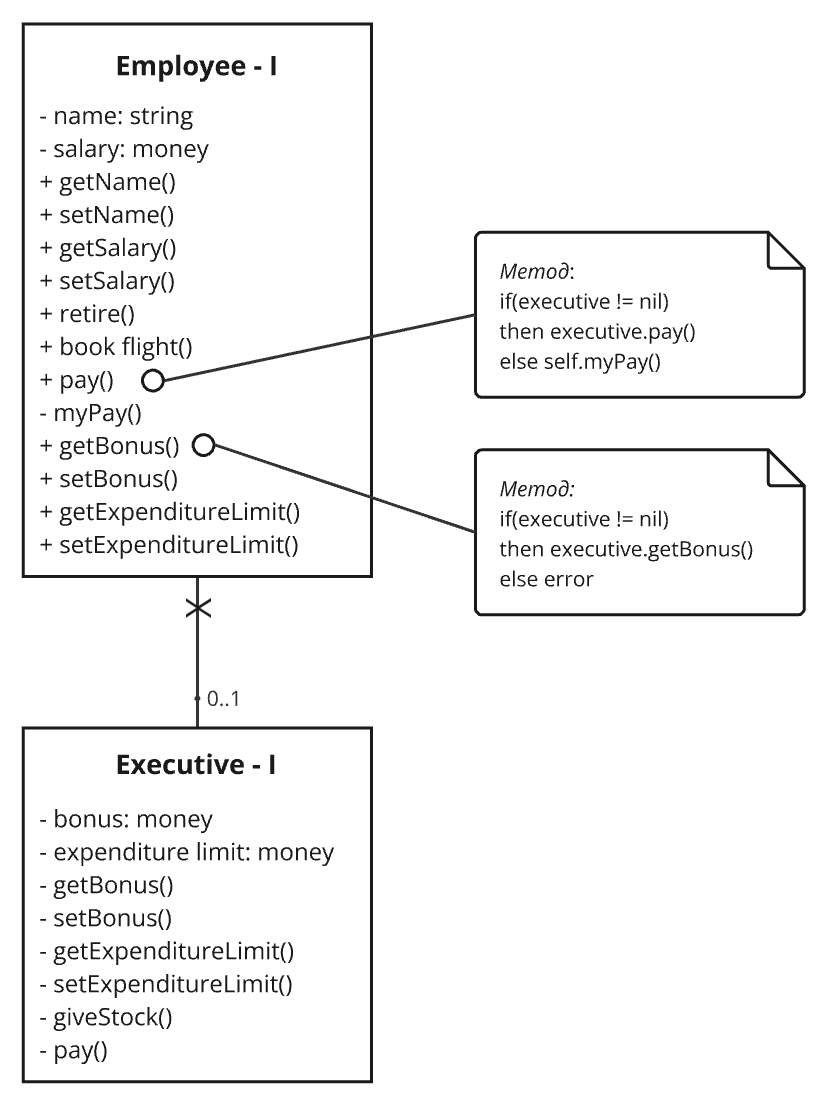 Employee - I
- name: string
- salary: money
+ getName()
+ setName()
+ getSalary()
+ setSalary()
+ retire()
+ book flight()
+ pay()
- myPay()
+ getBonus()
+ setBonus()
+ getExpenditureLimit()
+ setExpenditureLimit()
Метод:
if(executive != nil)
then executive.pay()
else self.myPay()
Метод:
if(executive != nil)
then executive.getBonus()
else error
0..1
Executive - I
- bonus: money
- expenditure limit: money
- getBonus()
- setBonus()
- getExpenditureLimit()
- setExpenditureLimit()
- giveStock()
- pay()